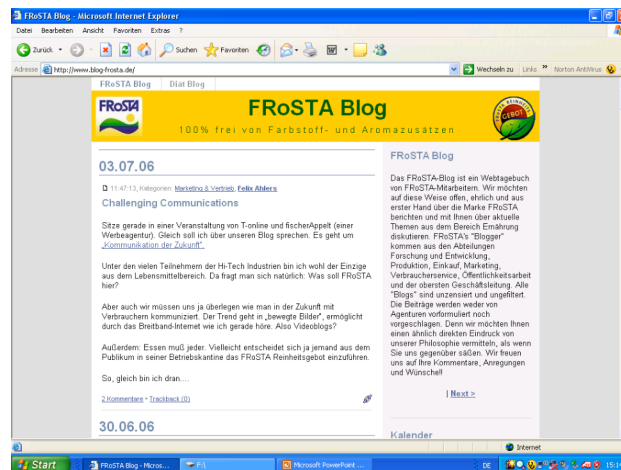 FRoSTA Blog - Microsoft Internet Explorer
Datei Bearbeiten Ansicht Favoriten Extras ?
Zurück Suchen Favoriten
Adresse http://www.blog-frosta.de/ Wechseln zu Links » Norton AntiVirus
FRoSTA Blog Diät Blog
FRoSTA
FRoSTA Blog
100% frei von Farbstoff- und Aromazusätzen
GEBOT
03.07.06
11:47:13, Kategorien: Marketing & Vertrieb, Felix Ahlers
Challenging Communications
Sitze gerade in einer Veranstaltung von T-online und fischerAppelt (einer
Werbeagentur). Gleich soll ich über unseren Blog sprechen. Es geht um
„Kommunikation der Zukunft".
Unter den vielen Teilnehmern der Hi-Tech Industrien bin ich wohl der Einzige
aus dem Lebensmittelbereich. Da fragt man sich natürlich: Was soll FRoSTA
hier?
Aber auch wir müssen uns ja überlegen wie man in der Zukunft mit
Verbrauchern kommuniziert. Der Trend geht in „bewegte Bilder", ermöglicht
durch das Breitband-Internet wie ich gerade höre. Also Videoblogs?
Außerdem: Essen muß jeder. Vielleicht entscheidet sich ja jemand aus dem
Publikum in seiner Betriebskantine das FRoSTA Reinheitsgebot einzuführen.
So, gleich bin ich dran....
2 Kommentare • Trackback (0)
30.06.06
FRoSTA Blog
Das FRoSTA-Blog ist ein Webtagebuch
von FRoSTA-Mitarbeitern. Wir möchten
auf diese Weise offen, ehrlich und aus
erster Hand über die Marke FRoSTA
berichten und mit Ihnen über aktuelle
Themen aus dem Bereich Ernährung
diskutieren. FRoSTA's "Blogger"
kommen aus den Abteilungen
Forschung und Entwicklung,
Produktion, Einkauf, Marketing,
Verbraucherservice, Öffentlichkeitsarbeit
und der obersten Geschäftsleitung. Alle
"Blogs" sind unzensiert und ungefiltert.
Die Beiträge werden weder von
Agenturen vorformuliert noch
vorgeschlagen. Denn wir möchten Ihnen
einen ähnlich direkten Eindruck von
unserer Philosophie vermitteln, als wenn
Sie uns gegenüber säßen. Wir freuen
uns auf Ihre Kommentare, Anregungen
und Wünsche!!
| Next >
Kalender
Internet
Start FRoSTA Blog - Micros... F:\ Microsoft PowerPoint ... DE